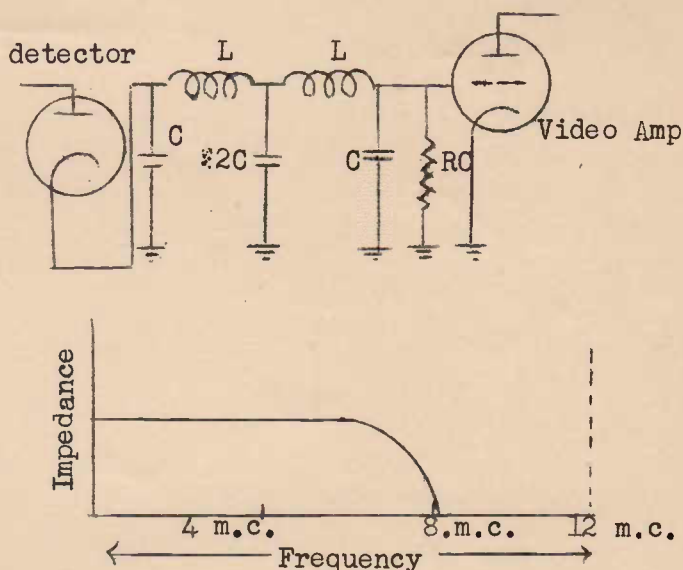 L L
detector
Video Amp
C 2C C RC
Impedance
4 m.c. 8.m.c. 12 m.c.
Frequency